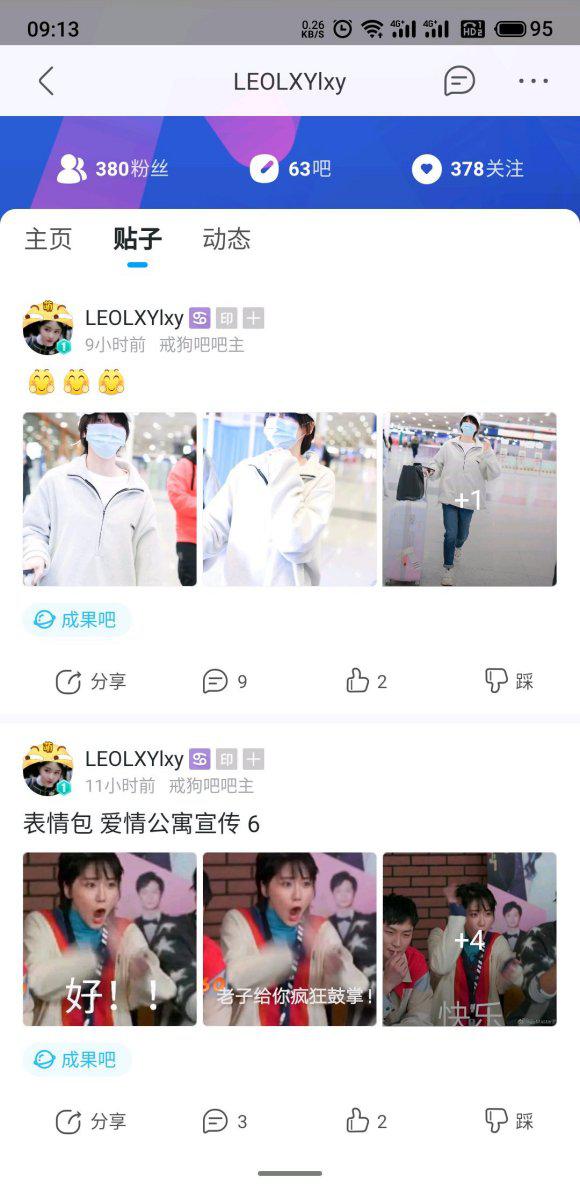 09:13 0.26 KB/S 4G+ 4G+ HD 95
LEOLXYlxy
380粉丝 63吧 378关注
主页 贴子 动态
LEOLXYlxy 印
9小时前 戒狗吧吧主
+1
成果吧
分享 9 2 踩
LEOLXYlxy 印
11小时前 戒狗吧吧主
表情包 爱情公寓宣传 6
好！！
老子给你疯狂鼓掌！
+4
快乐
成果吧
分享 3 2 踩